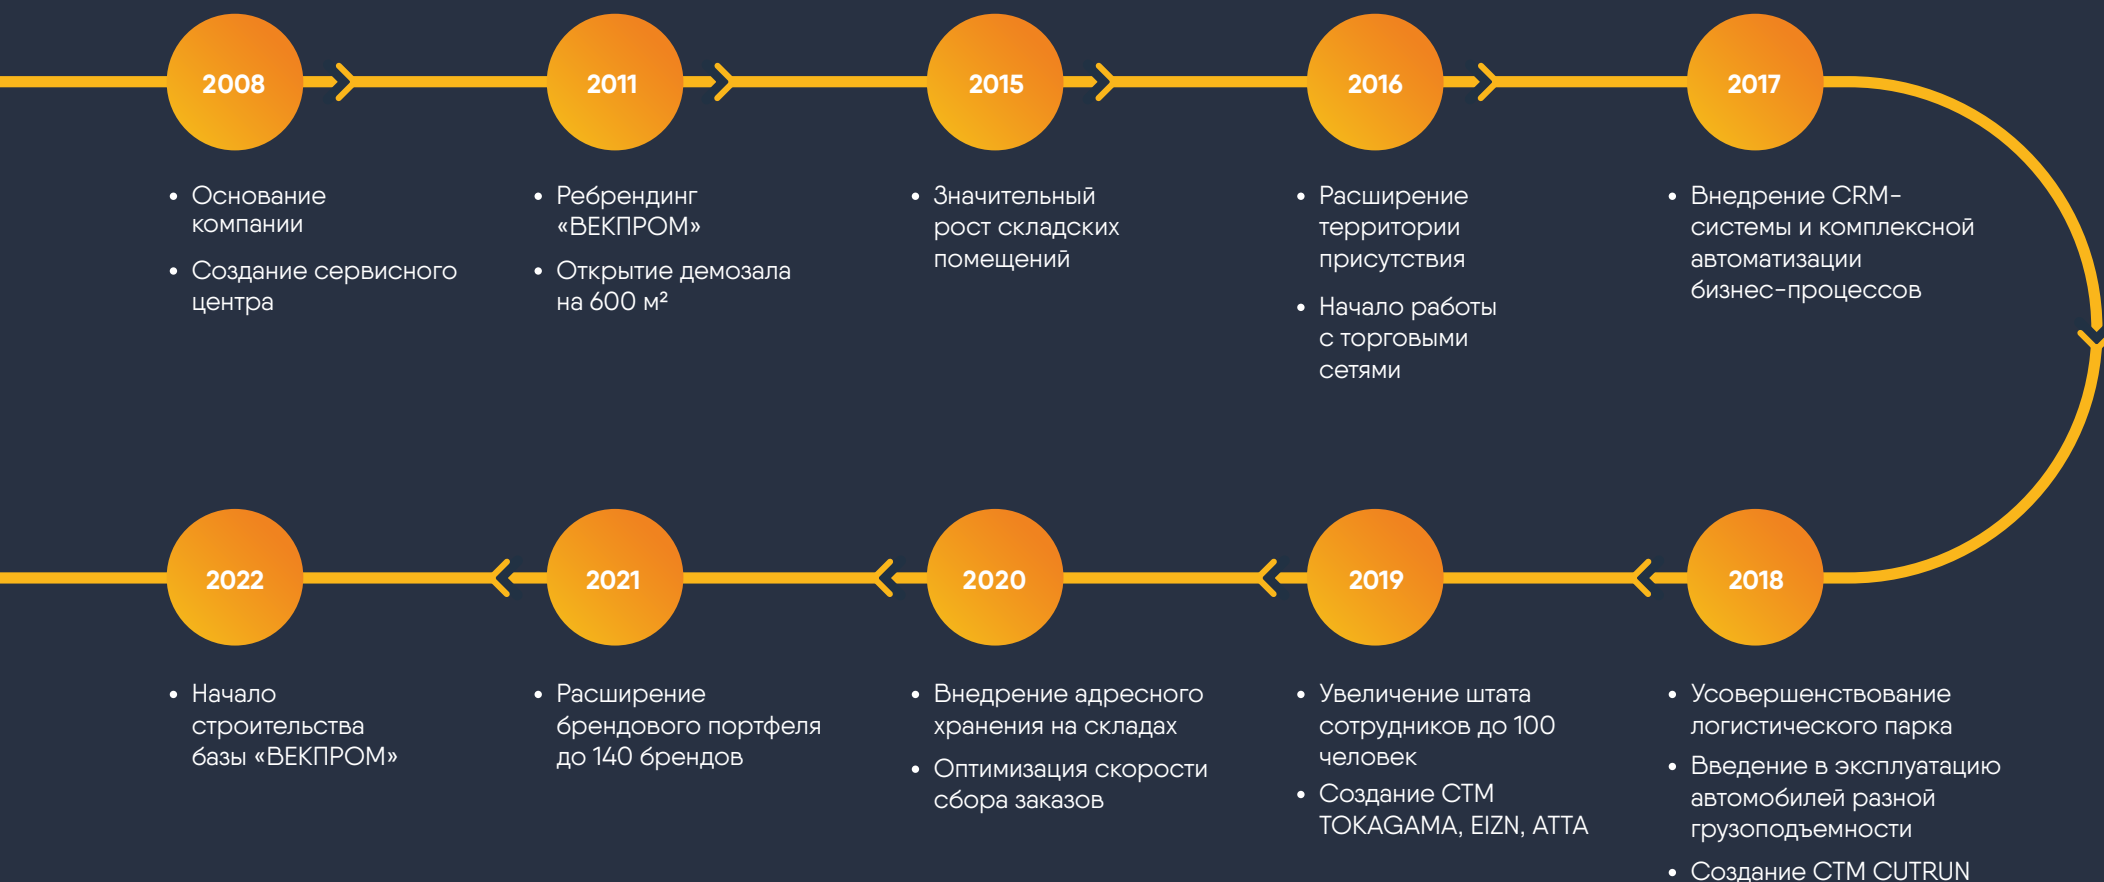 2008
• Основание
компании
• Создание сервисного
центра
2011
• Ребрендинг
«ВЕКПРОМ»
• Открытие демозала
на 600 м²
2015
• Значительный
рост складских
помещений
2016
• Расширение
территории
присутствия
• Начало работы
с торговыми
сетями
2017
• Внедрение CRM-
системы и комплексной
автоматизации
бизнес-процессов
2018
• Усовершенствование
логистического парка
• Введение в эксплуатацию
автомобилей разной
грузоподъемности
• Создание СТМ CUTRUN
2019
• Увеличение штата
сотрудников до 100
человек
• Создание СТМ
TOKAGAMA, EIZN, ATTA
2020
• Внедрение адресного
хранения на складах
• Оптимизация скорости
сбора заказов
2021
• Расширение
брендового портфеля
до 140 брендов
2022
• Начало
строительства
базы «ВЕКПРОМ»